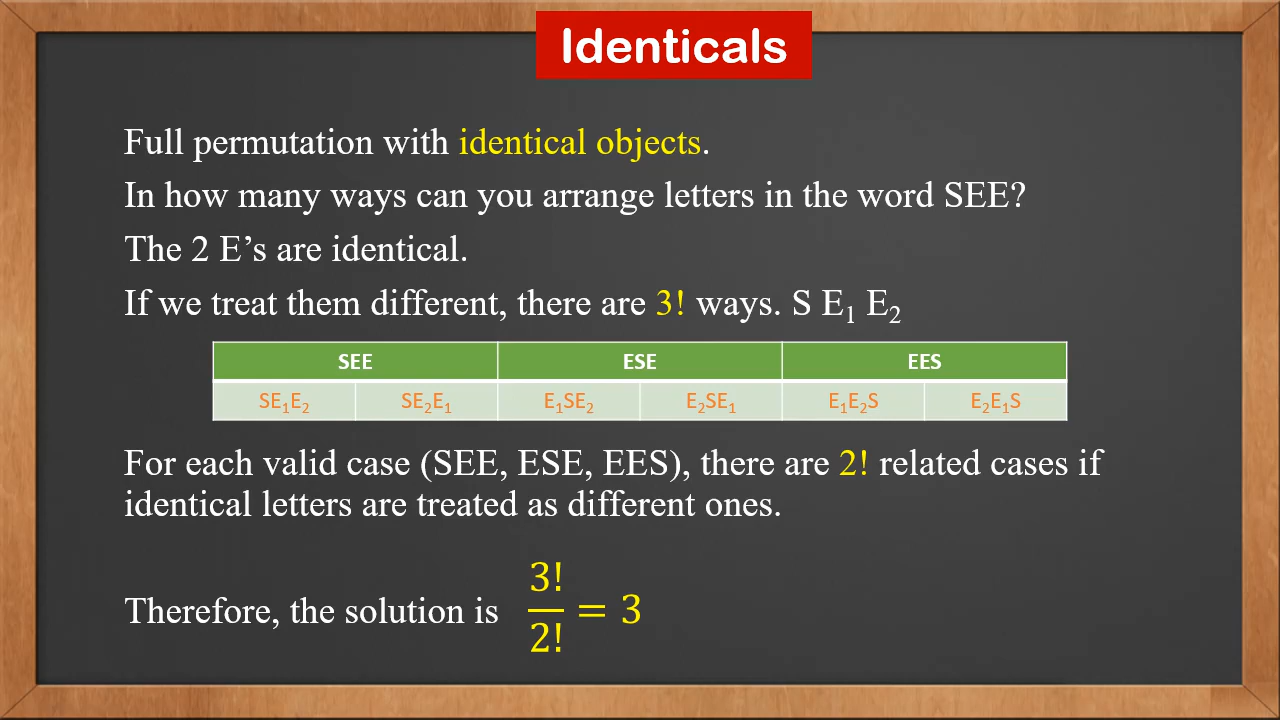 Identicals
Full permutation with identical objects.
In how many ways can you arrange letters in the word SEE?
The 2 E’s are identical.
If we treat them different, there are 3! ways. S E₁ E₂
SEE ESE EES
SE₁E₂ SE₂E₁ E₁SE₂ E₂SE₁ E₁E₂S E₂E₁S
For each valid case (SEE, ESE, EES), there are 2! related cases if
identical letters are treated as different ones.
Therefore, the solution is 3!/2! = 3